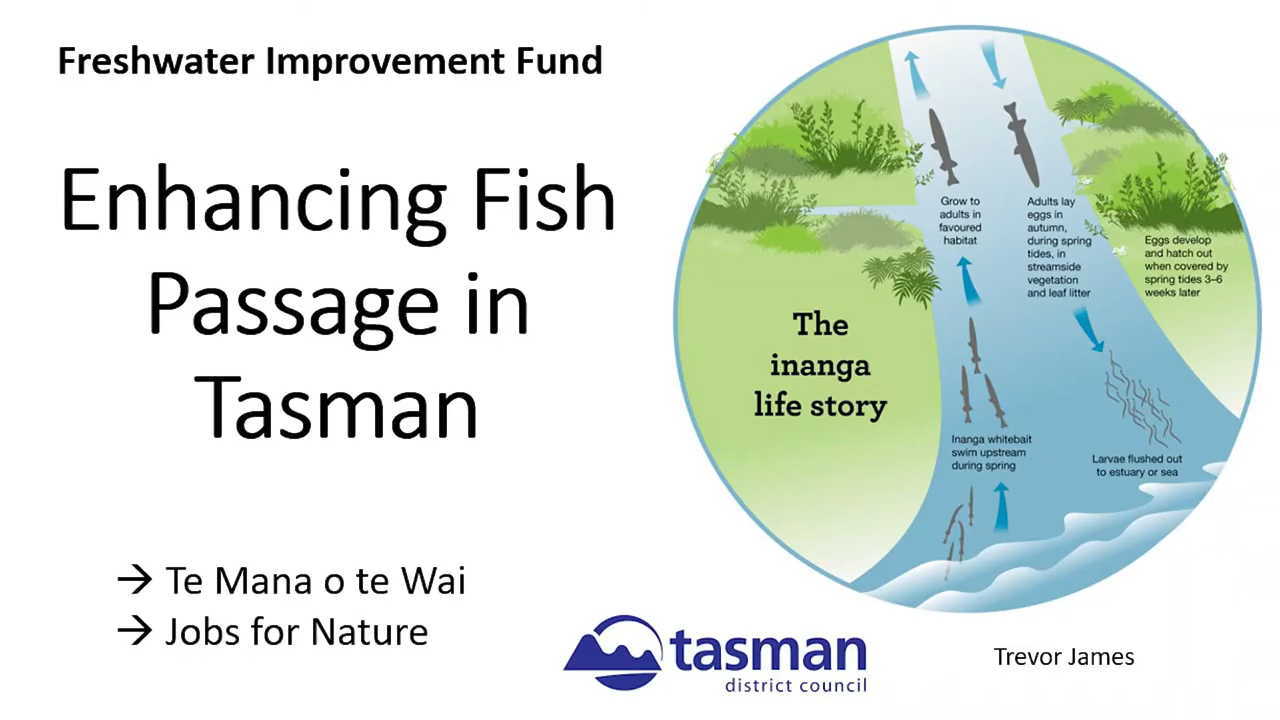 Freshwater Improvement Fund
Enhancing Fish
Passage in
Tasman
→ Te Mana o te Wai
→ Jobs for Nature
Grow to
adults in
favoured
habitat
Adults lay
eggs in
autumn,
during spring
tides, in
streamside
vegetation
and leaf litter
Eggs develop
and hatch out
when covered by
spring tides 3–6
weeks later
The
inanga
life story
Inanga whitebait
swim upstream
during spring
Larvae flushed out
to estuary or sea
tasman
district council
Trevor James